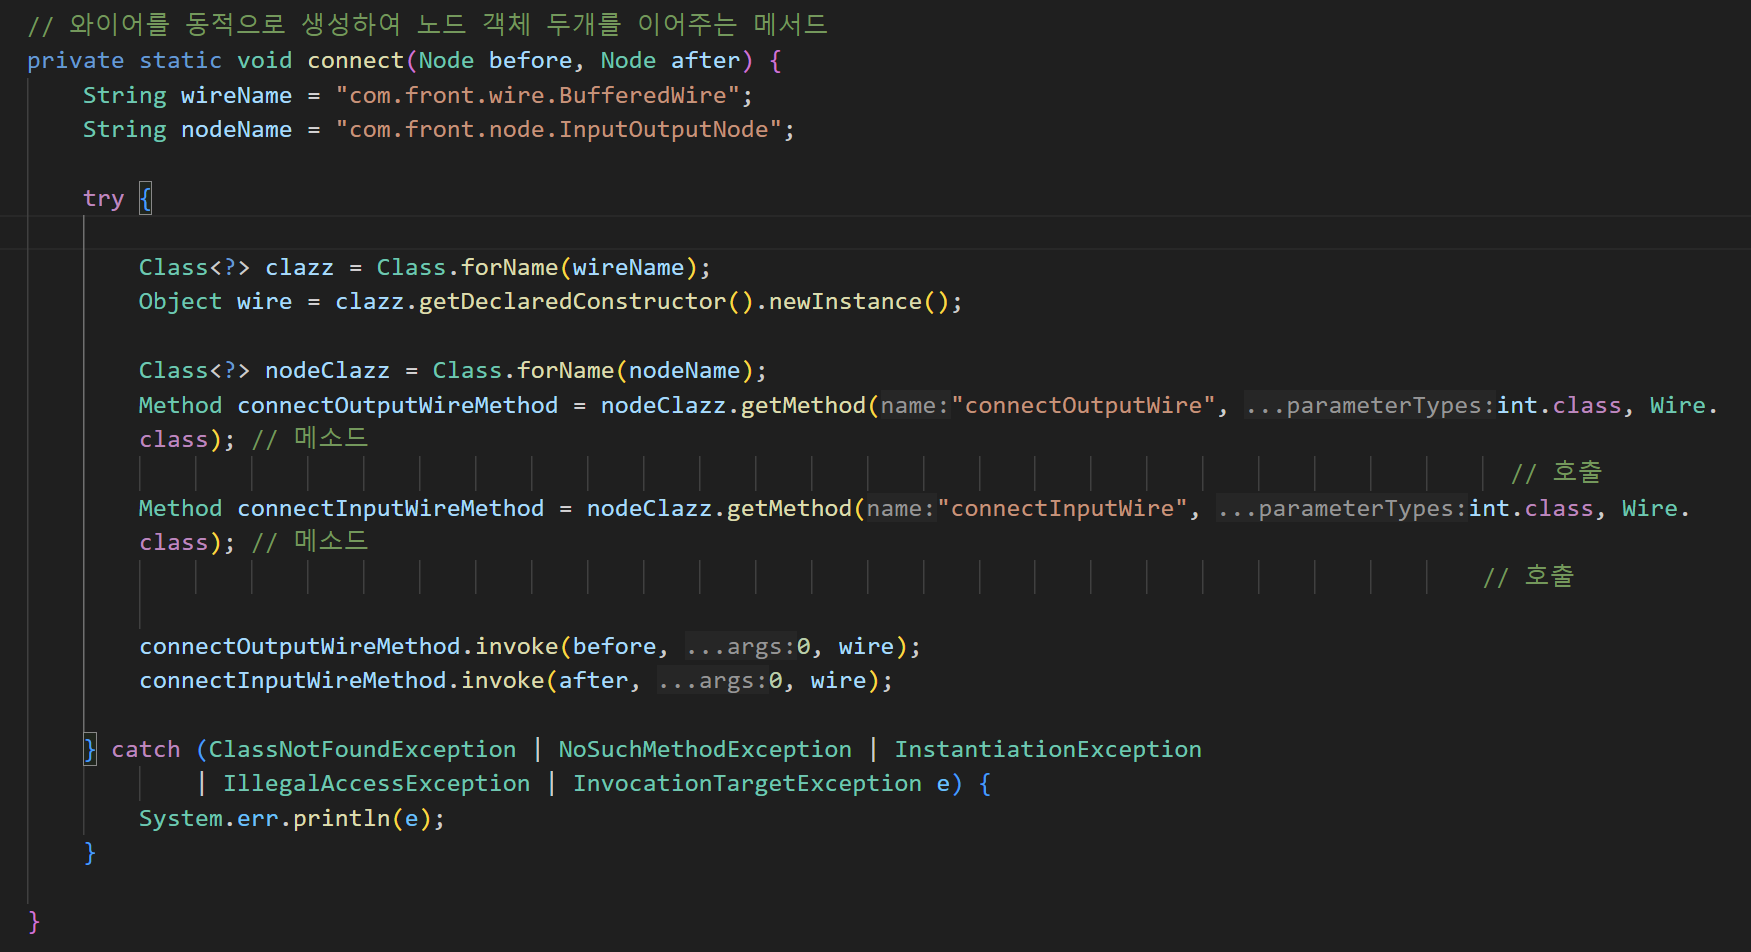 // 와이어를 동적으로 생성하여 노드 객체 두개를 이어주는 메서드
private static void connect(Node before, Node after) {
String wireName = "com.front.wire.BufferedWire";
String nodeName = "com.front.node.InputOutputNode";
try {
Class<?> clazz = Class.forName(wireName);
Object wire = clazz.getDeclaredConstructor().newInstance();
Class<?> nodeClazz = Class.forName(nodeName);
Method connectOutputWireMethod = nodeClazz.getMethod(name:"connectOutputWire", ...parameterTypes:int.class, Wire.
class); // 메소드
// 호출
Method connectInputWireMethod = nodeClazz.getMethod(name:"connectInputWire", ...parameterTypes:int.class, Wire.
class); // 메소드
// 호출
connectOutputWireMethod.invoke(before, ...args:0, wire);
connectInputWireMethod.invoke(after, ...args:0, wire);
} catch (ClassNotFoundException | NoSuchMethodException | InstantiationException
| IllegalAccessException | InvocationTargetException e) {
System.err.println(e);
}
}